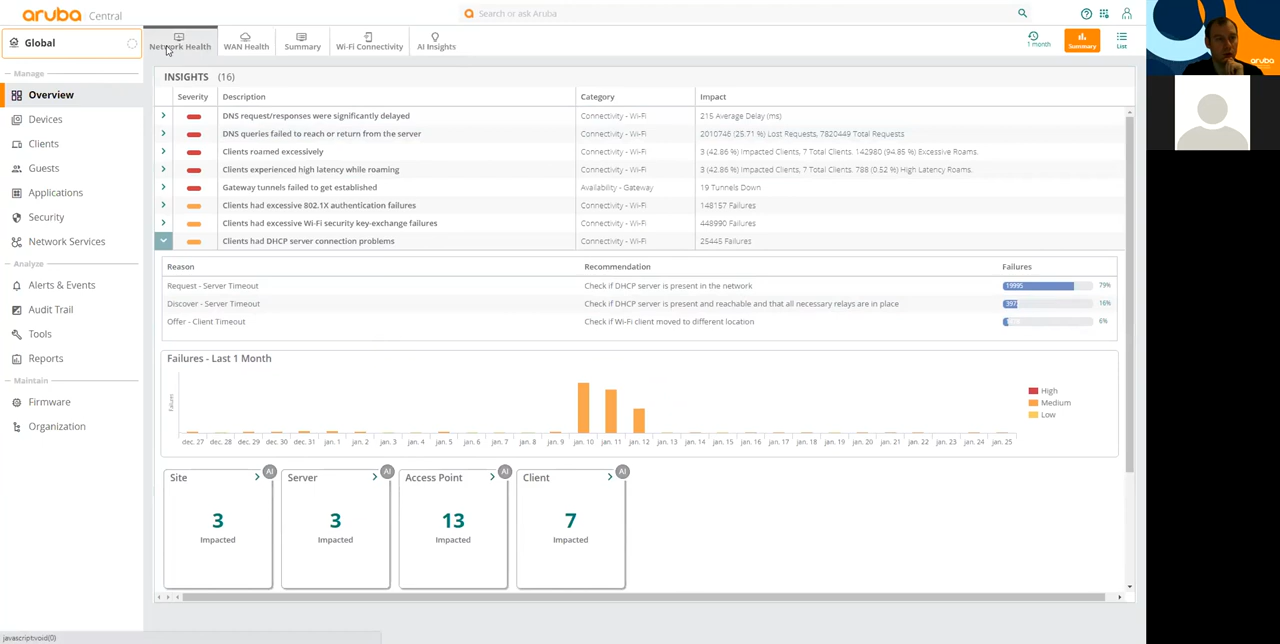 aruba Central
Search or ask Aruba
Global
Network Health
WAN Health
Summary
Wi-Fi Connectivity
AI Insights
1 month
Summary
List
Manage
Overview
Devices
Clients
Guests
Applications
Security
Network Services
Analyze
Alerts & Events
Audit Trail
Tools
Reports
Maintain
Firmware
Organization
INSIGHTS (16)
Severity Description Category Impact
DNS request/responses were significantly delayed Connectivity - Wi-Fi 215 Average Delay (ms)
DNS queries failed to reach or return from the server Connectivity - Wi-Fi 2010746 (25.71 %) Lost Requests, 7820449 Total Requests
Clients roamed excessively Connectivity - Wi-Fi 3 (42.86 %) Impacted Clients, 7 Total Clients. 142980 (94.85 %) Excessive Roams.
Clients experienced high latency while roaming Connectivity - Wi-Fi 3 (42.86 %) Impacted Clients, 7 Total Clients. 788 (0.52 %) High Latency Roams.
Gateway tunnels failed to get established Availability - Gateway 19 Tunnels Down
Clients had excessive 802.1X authentication failures Connectivity - Wi-Fi 148157 Failures
Clients had excessive Wi-Fi security key-exchange failures Connectivity - Wi-Fi 448990 Failures
Clients had DHCP server connection problems Connectivity - Wi-Fi 25445 Failures
Reason Recommendation Failures
Request - Server Timeout Check if DHCP server is present in the network 19995 79%
Discover - Server Timeout Check if DHCP server is present and reachable and that all necessary relays are in place 397 16%
Offer - Client Timeout Check if Wi-Fi client moved to different location 6%
Failures - Last 1 Month
Failures
High
Medium
Low
dec. 27 dec. 28 dec. 29 dec. 30 dec. 31 jan. 1 jan. 2 jan. 3 jan. 4 jan. 5 jan. 6 jan. 7 jan. 8 jan. 9 jan. 10 jan. 11 jan. 12 jan. 13 jan. 14 jan. 15 jan. 16 jan. 17 jan. 18 jan. 19 jan. 20 jan. 21 jan. 22 jan. 23 jan. 24 jan. 25
Site AI
3
Impacted
Server AI
3
Impacted
Access Point AI
13
Impacted
Client AI
7
Impacted
javascript:void(0)
aruba